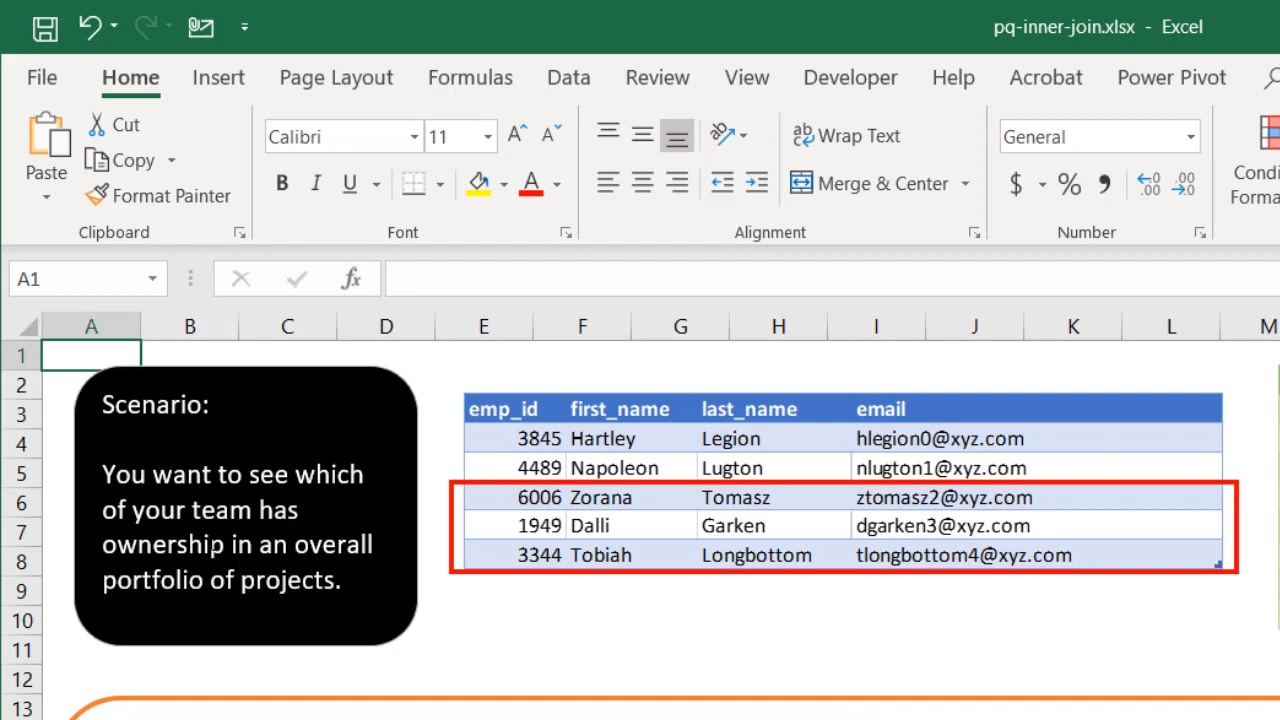 pq-inner-join.xlsx - Excel
File Home Insert Page Layout Formulas Data Review View Developer Help Acrobat Power Pivot
Paste
Cut
Copy
Format Painter
Clipboard
Calibri 11
B I U A
Font
ab Wrap Text
Merge & Center
Alignment
General
$ % 9 .00 .00
Number
A1 fx
A B C D E F G H I J K L M
1
2
3
4
5
6
7
8
9
10
11
12
13
Scenario:
You want to see which
of your team has
ownership in an overall
portfolio of projects.
emp_id first_name last_name email
3845 Hartley Legion hlegion0@xyz.com
4489 Napoleon Lugton nlugton1@xyz.com
6006 Zorana Tomasz ztomasz2@xyz.com
1949 Dalli Garken dgarken3@xyz.com
3344 Tobiah Longbottom tlongbottom4@xyz.com